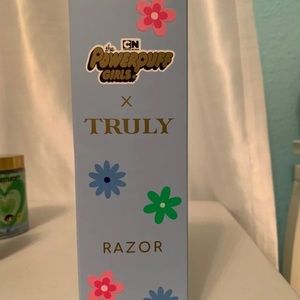 CN
the
POWERPUFF
GIRLS
X
TRULY
RAZOR